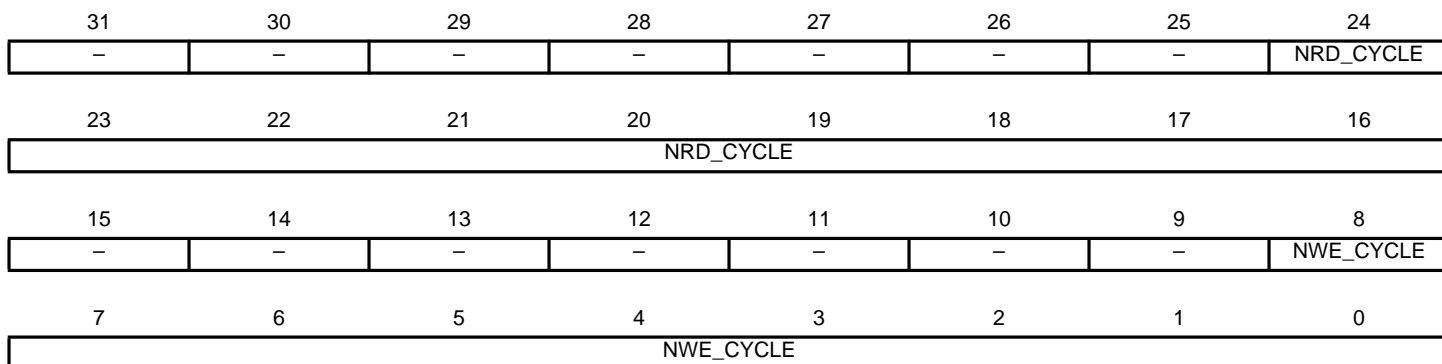 31 30 29 28 27 26 25 24
– – – – – – – NRD_CYCLE
23 22 21 20 19 18 17 16
NRD_CYCLE
15 14 13 12 11 10 9 8
– – – – – – – NWE_CYCLE
7 6 5 4 3 2 1 0
NWE_CYCLE